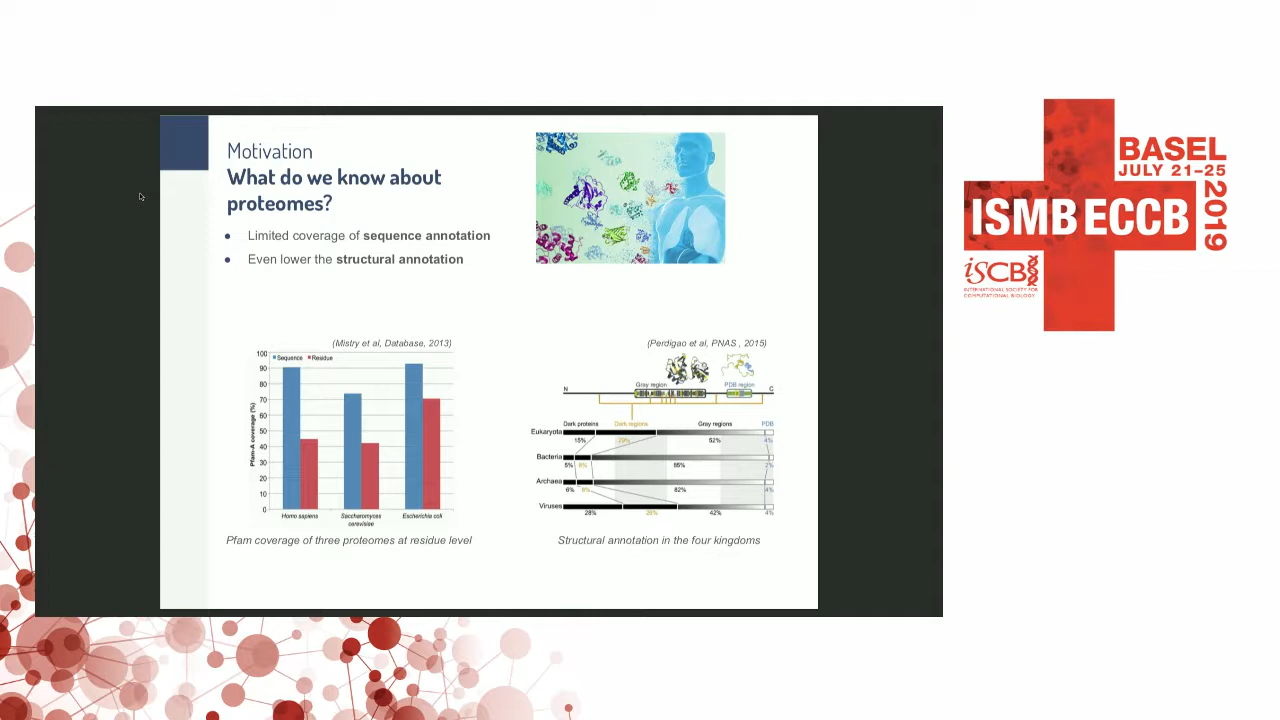 Motivation
What do we know about
proteomes?
● Limited coverage of sequence annotation
● Even lower the structural annotation
(Mistry et al, Database, 2013)
Sequence Residue
Pfam-A coverage (%)
100
90
80
70
60
50
40
30
20
10
0
Homo sapiens
Saccharomyces
cerevisiae
Escherichia coli
Pfam coverage of three proteomes at residue level
(Perdigao et al, PNAS , 2015)
N Gray region PDB region C
Dark proteins Dark regions Gray regions PDB
Eukaryota
15% 29% 52% 4%
Bacteria
5% 8% 85% 2%
Archaea
6% 8% 82% 4%
Viruses
28% 26% 42% 4%
Structural annotation in the four kingdoms
BASEL
JULY 21–25
2019
ISMB ECCB
iSCB
INTERNATIONAL SOCIETY FOR
COMPUTATIONAL BIOLOGY